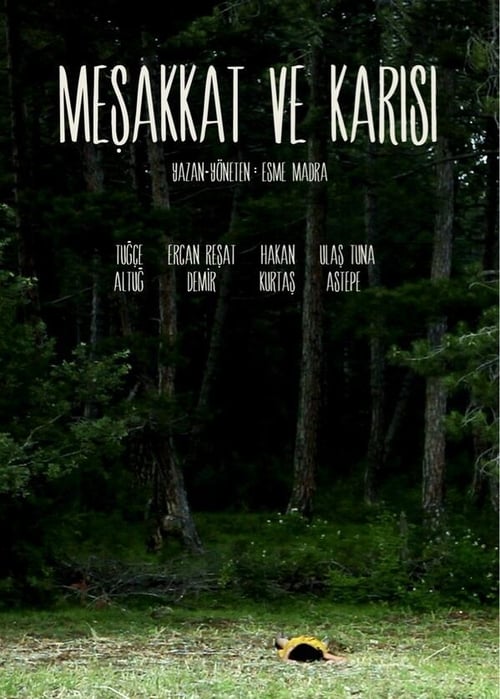 MEŞAKKAT VE KARISI
YAZAN-YÖNETEN: ESME MADRA
TUĞÇE ALTUĞ
ERCAN REŞAT DEMİR
HAKAN KURTAŞ
ULAŞ TUNA ASTEPE